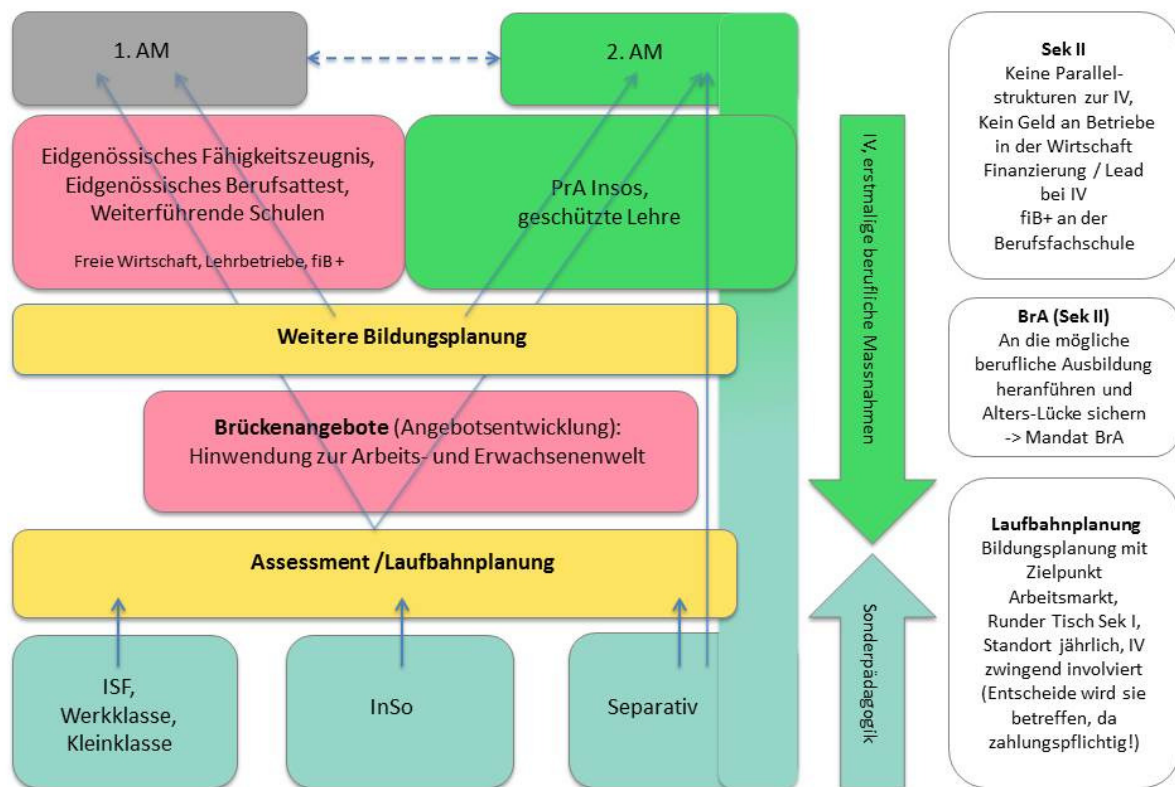 1. AM
2. AM
Eidgenössisches Fähigkeitszeugnis,
Eidgenössisches Berufsattest,
Weiterführende Schulen
Freie Wirtschaft, Lehrbetriebe, fiB +
PrA Insos,
geschützte Lehre
Weitere Bildungsplanung
Brückenangebote (Angebotsentwicklung):
Hinwendung zur Arbeits- und Erwachsenenwelt
Assessment /Laufbahnplanung
ISF,
Werkklasse,
Kleinklasse
InSo
Separativ
IV, erstmalige berufliche Massnahmen
Sonderpädagogik
Sek II
Keine Parallel-
strukturen zur IV,
Kein Geld an Betriebe
in der Wirtschaft
Finanzierung / Lead
bei IV
fiB+ an der
Berufsfachschule
BrA (Sek II)
An die mögliche
berufliche Ausbildung
heranführen und
Alters-Lücke sichern
-> Mandat BrA
Laufbahnplanung
Bildungsplanung mit
Zielpunkt
Arbeitsmarkt,
Runder Tisch Sek I,
Standort jährlich, IV
zwingend involviert
(Entscheide wird sie
betreffen, da
zahlungspflichtig!)